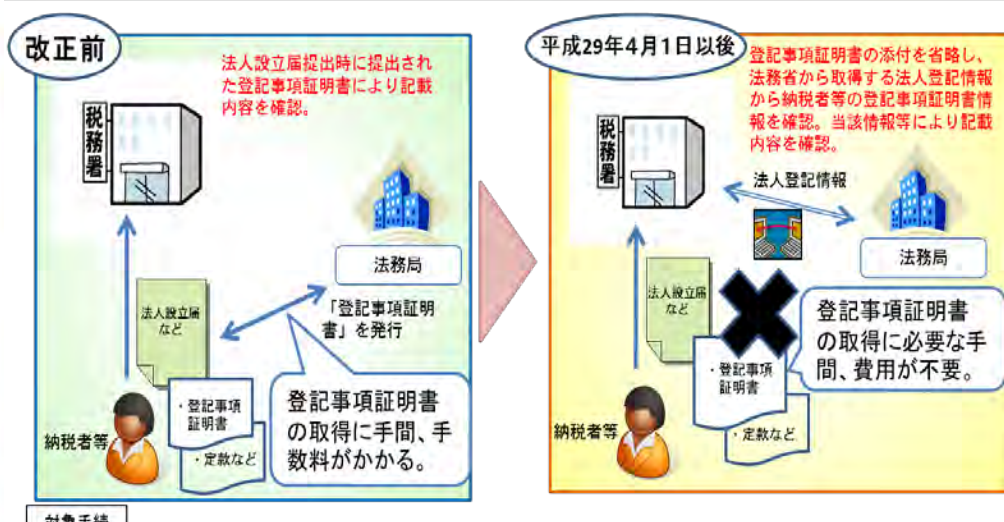 改正前
法人設立届提出時に提出され
た登記事項証明書により記載
内容を確認。
税務署
法務局
法人設立届
など
「登記事項証明
書」を発行
・登記事項
証明書
・定款など
納税者等
登記事項証明書
の取得に手間、手
数料がかかる。
平成29年4月1日以後
登記事項証明書の添付を省略し、
法務省から取得する法人登記情報
から納税者等の登記事項証明書情
報を確認。当該情報等により記載
内容を確認。
税務署
法人登記情報
法務局
法人設立届
など
・登記事項
証明書
・定款など
納税者等
登記事項証明書
の取得に必要な手
間、費用が不要。
対象手続